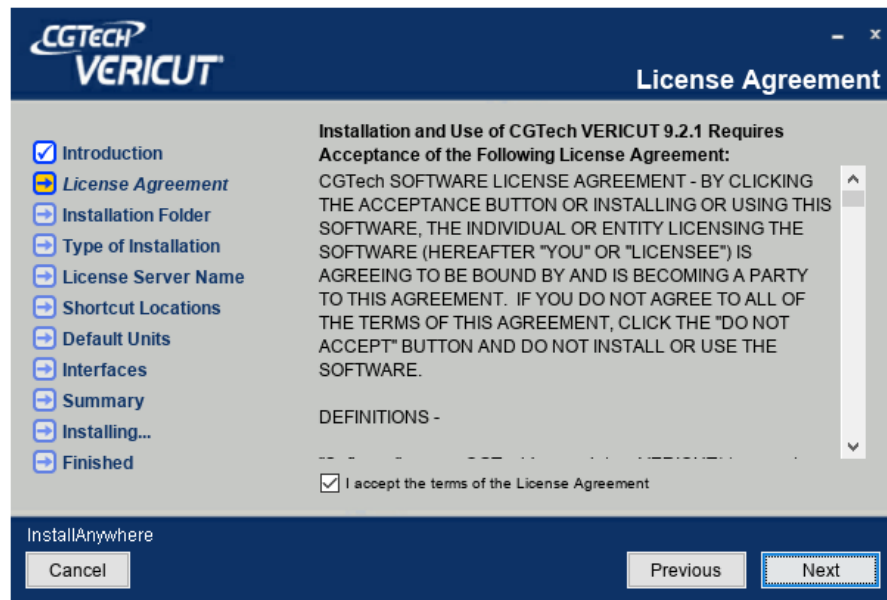 CGTECH
VERICUT
License Agreement
Introduction
License Agreement
Installation Folder
Type of Installation
License Server Name
Shortcut Locations
Default Units
Interfaces
Summary
Installing...
Finished
Installation and Use of CGTech VERICUT 9.2.1 Requires
Acceptance of the Following License Agreement:
CGTech SOFTWARE LICENSE AGREEMENT - BY CLICKING
THE ACCEPTANCE BUTTON OR INSTALLING OR USING THIS
SOFTWARE, THE INDIVIDUAL OR ENTITY LICENSING THE
SOFTWARE (HEREAFTER "YOU" OR "LICENSEE") IS
AGREEING TO BE BOUND BY AND IS BECOMING A PARTY
TO THIS AGREEMENT.  IF YOU DO NOT AGREE TO ALL OF
THE TERMS OF THIS AGREEMENT, CLICK THE "DO NOT
ACCEPT" BUTTON AND DO NOT INSTALL OR USE THE
SOFTWARE.
DEFINITIONS -
I accept the terms of the License Agreement
InstallAnywhere
Cancel
Previous
Next